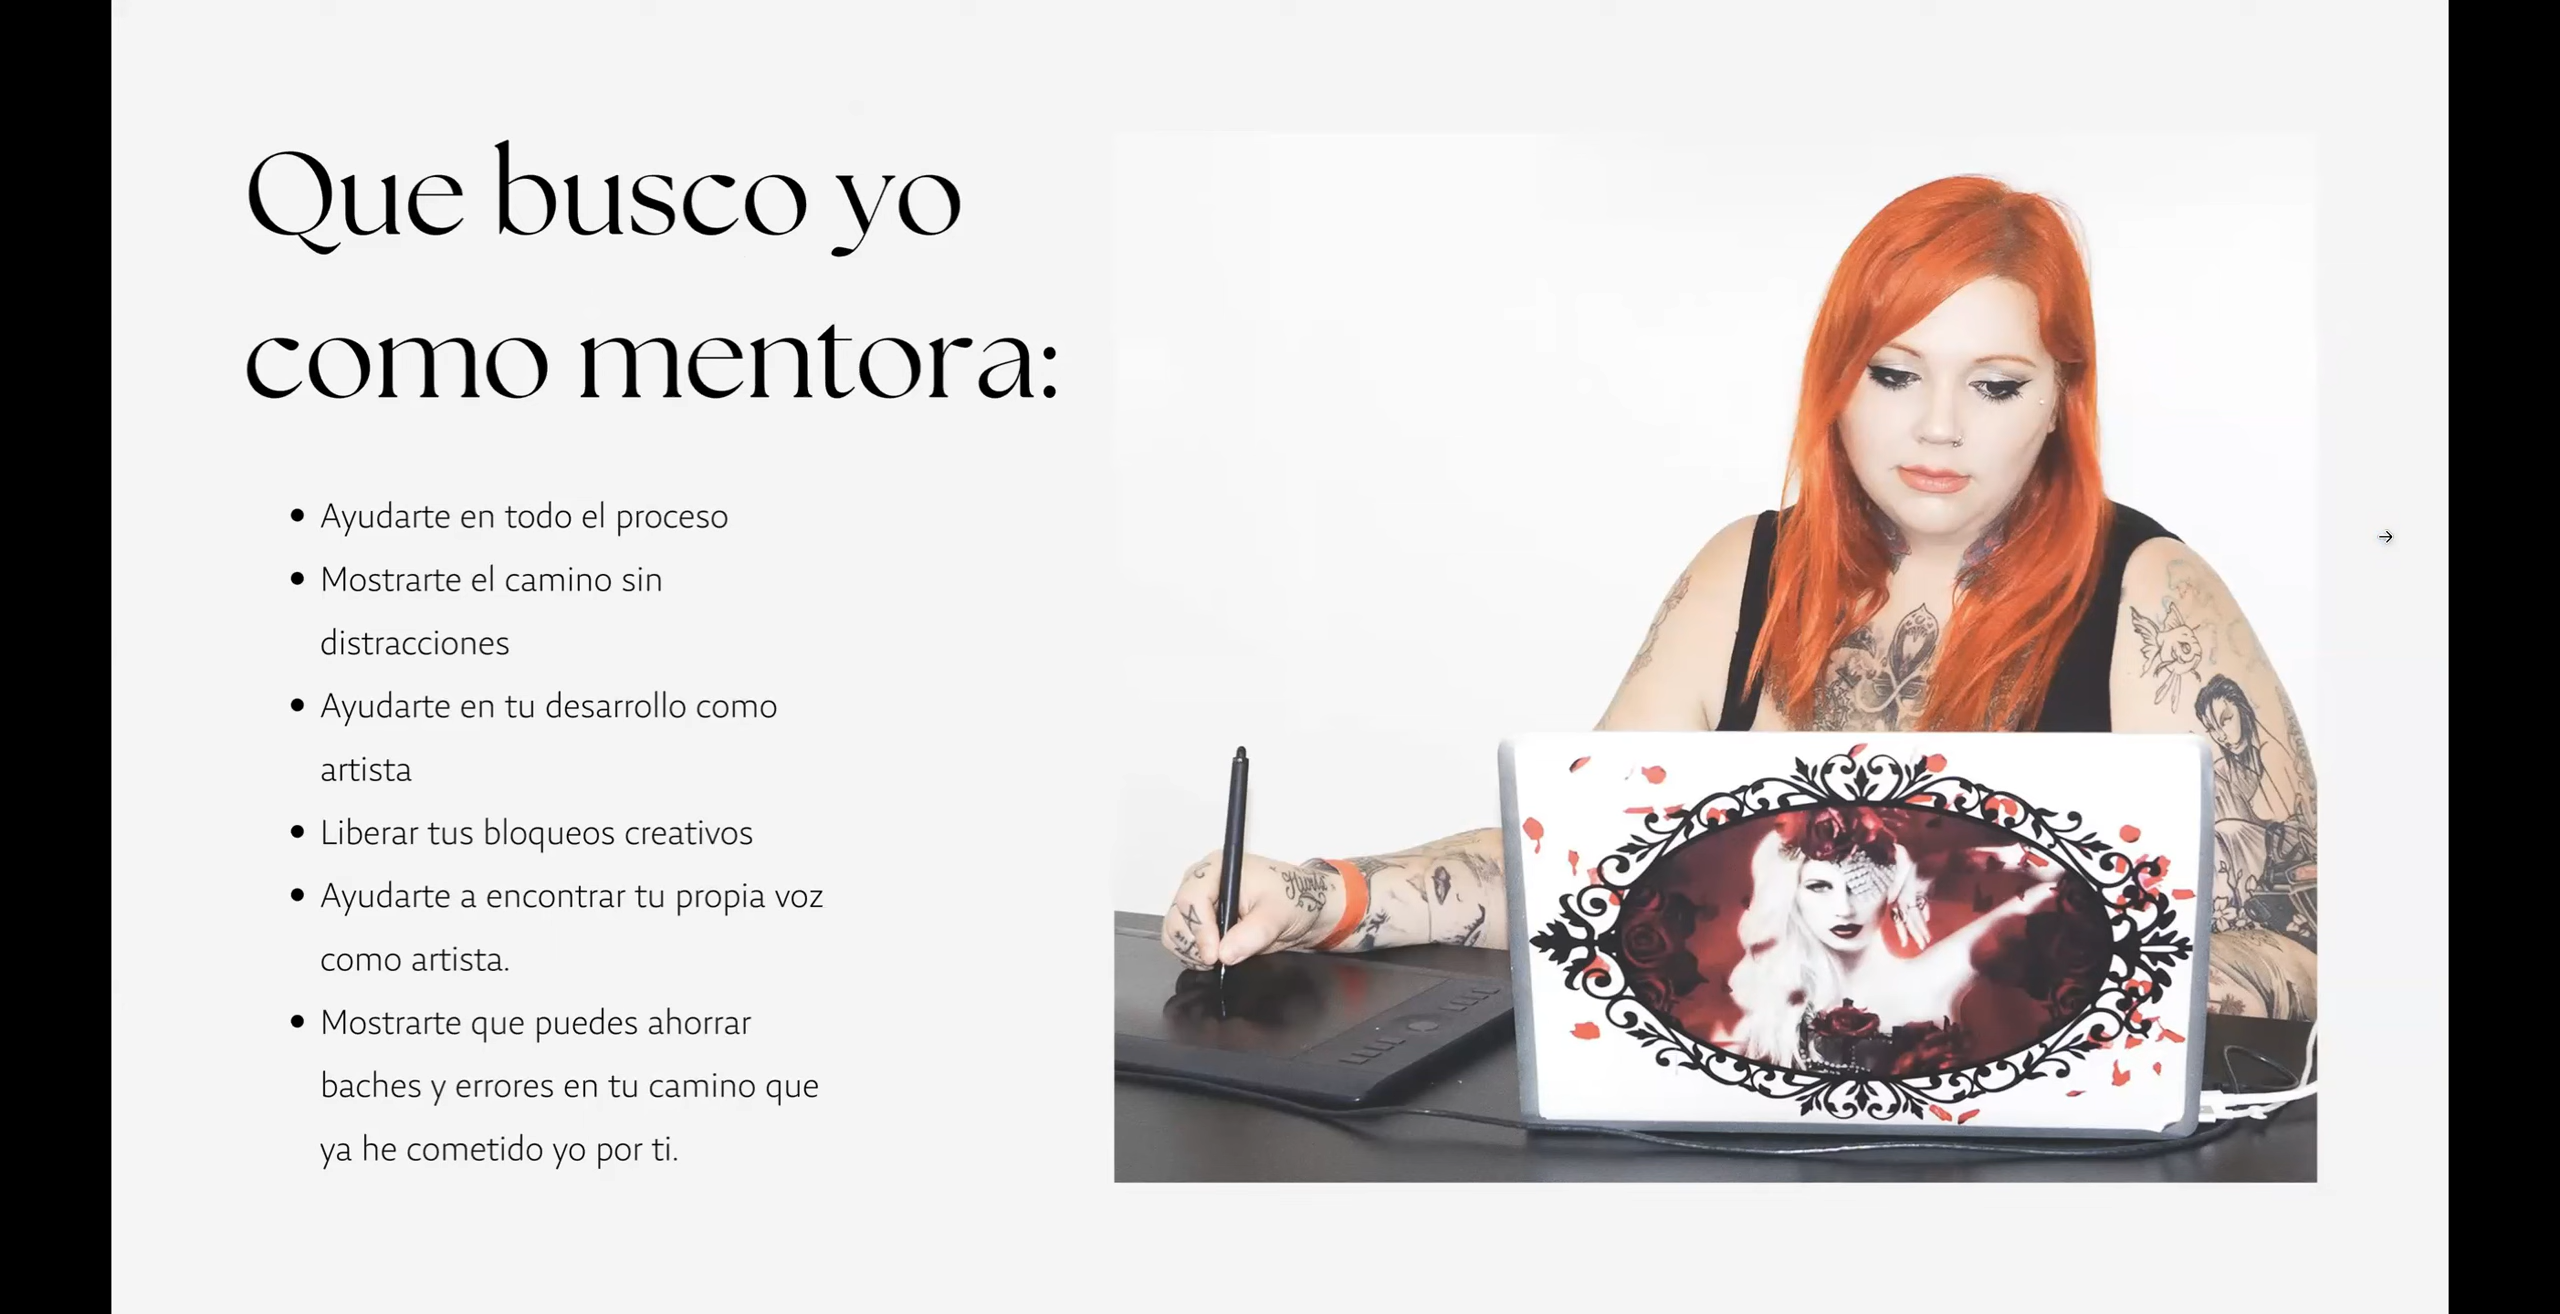 Que busco yo
como mentora:
• Ayudarte en todo el proceso
• Mostrarte el camino sin
distracciones
• Ayudarte en tu desarrollo como
artista
• Liberar tus bloqueos creativos
• Ayudarte a encontrar tu propia voz
como artista.
• Mostrarte que puedes ahorrar
baches y errores en tu camino que
ya he cometido yo por ti.